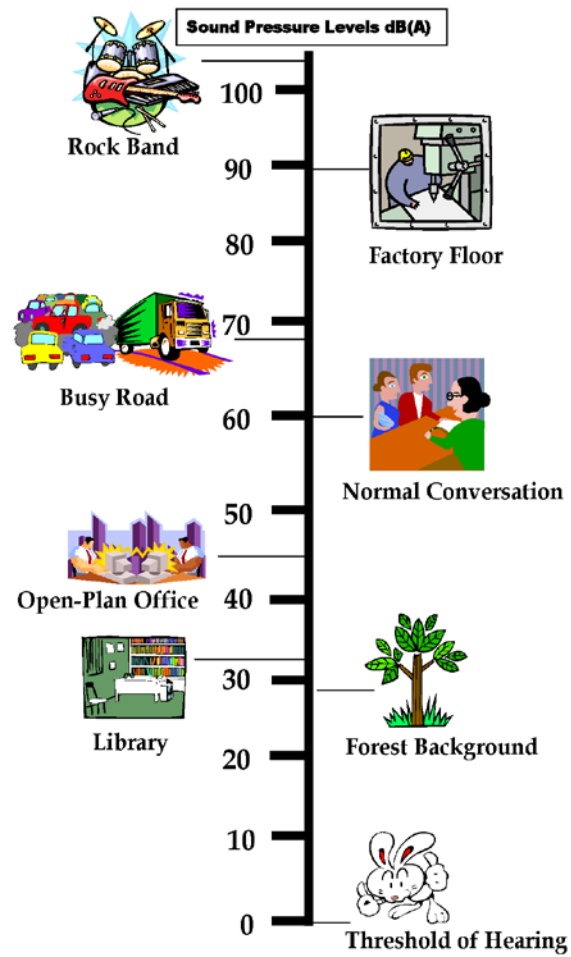 Sound Pressure Levels dB(A)
100
Rock Band
90
Factory Floor
80
70
Busy Road
60
Normal Conversation
50
Open-Plan Office
40
30
Library
Forest Background
20
10
0
Threshold of Hearing